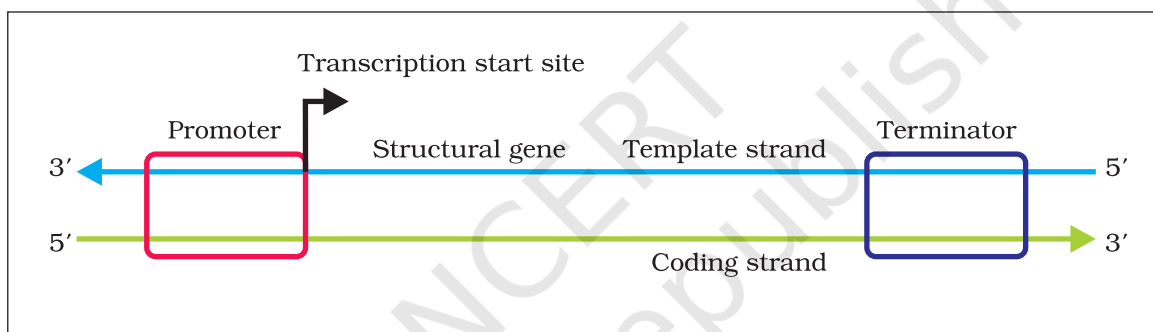 Transcription start site
Promoter
Terminator
Structural gene
Template strand
3′
5′
5′
3′
Coding strand
NCERT
republish